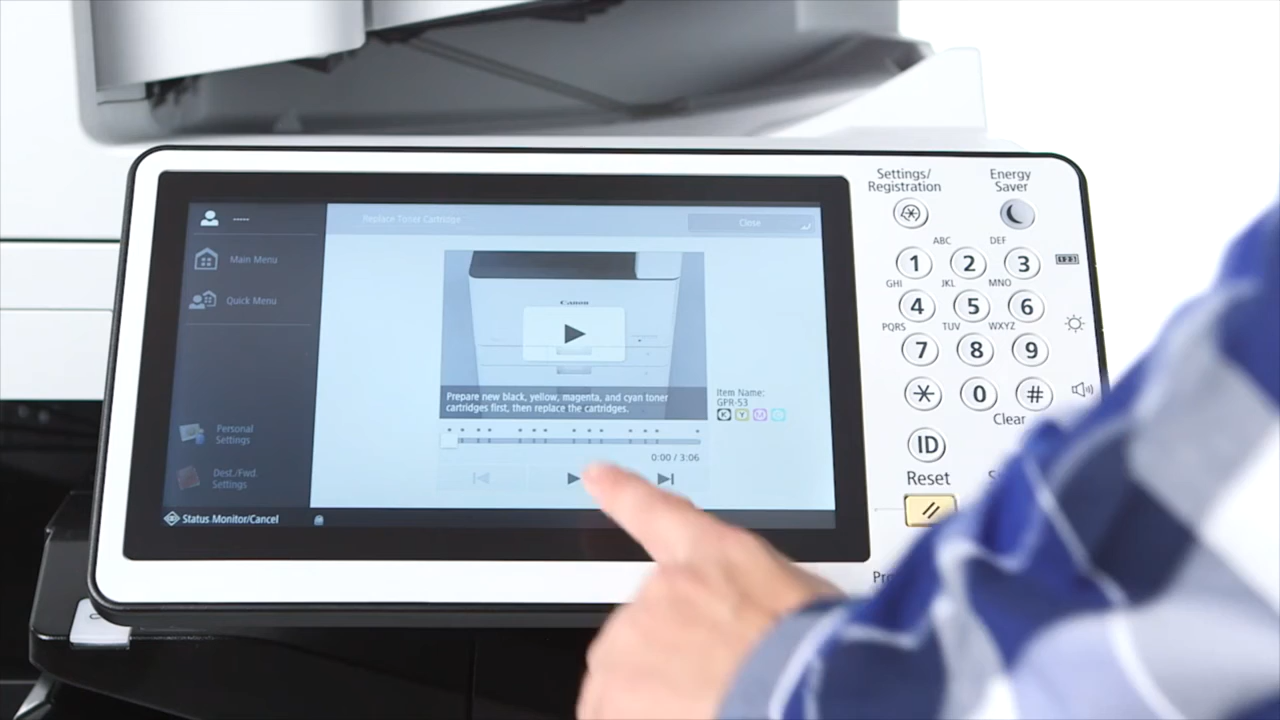 -----
Main Menu
Quick Menu
Personal
Settings
Dest./Fwd.
Settings
Status Monitor/Cancel
Replace Toner Cartridge
Close
Canon
Prepare new black, yellow, magenta, and cyan toner
cartridges first, then replace the cartridges.
Item Name:
GPR-53
K Y M C
0:00 / 3:06
Settings/
Registration
Energy
Saver
ABC DEF
1 2 3
GHI JKL MNO
4 5 6
PQRS TUV WXYZ
7 8 9
* 0 #
Clear
ID
Reset